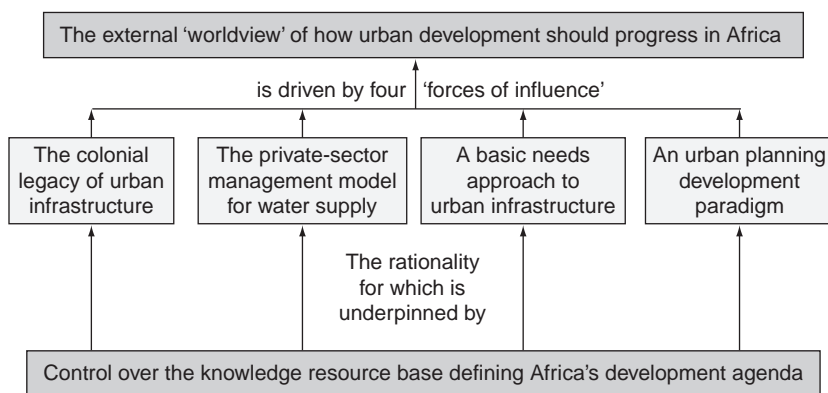 The external ‘worldview’ of how urban development should progress in Africa
is driven by four ‘forces of influence’
The colonial
legacy of urban
infrastructure
The private-sector
management model
for water supply
A basic needs
approach to
urban infrastructure
An urban planning
development
paradigm
The rationality
for which is
underpinned by
Control over the knowledge resource base defining Africa’s development agenda